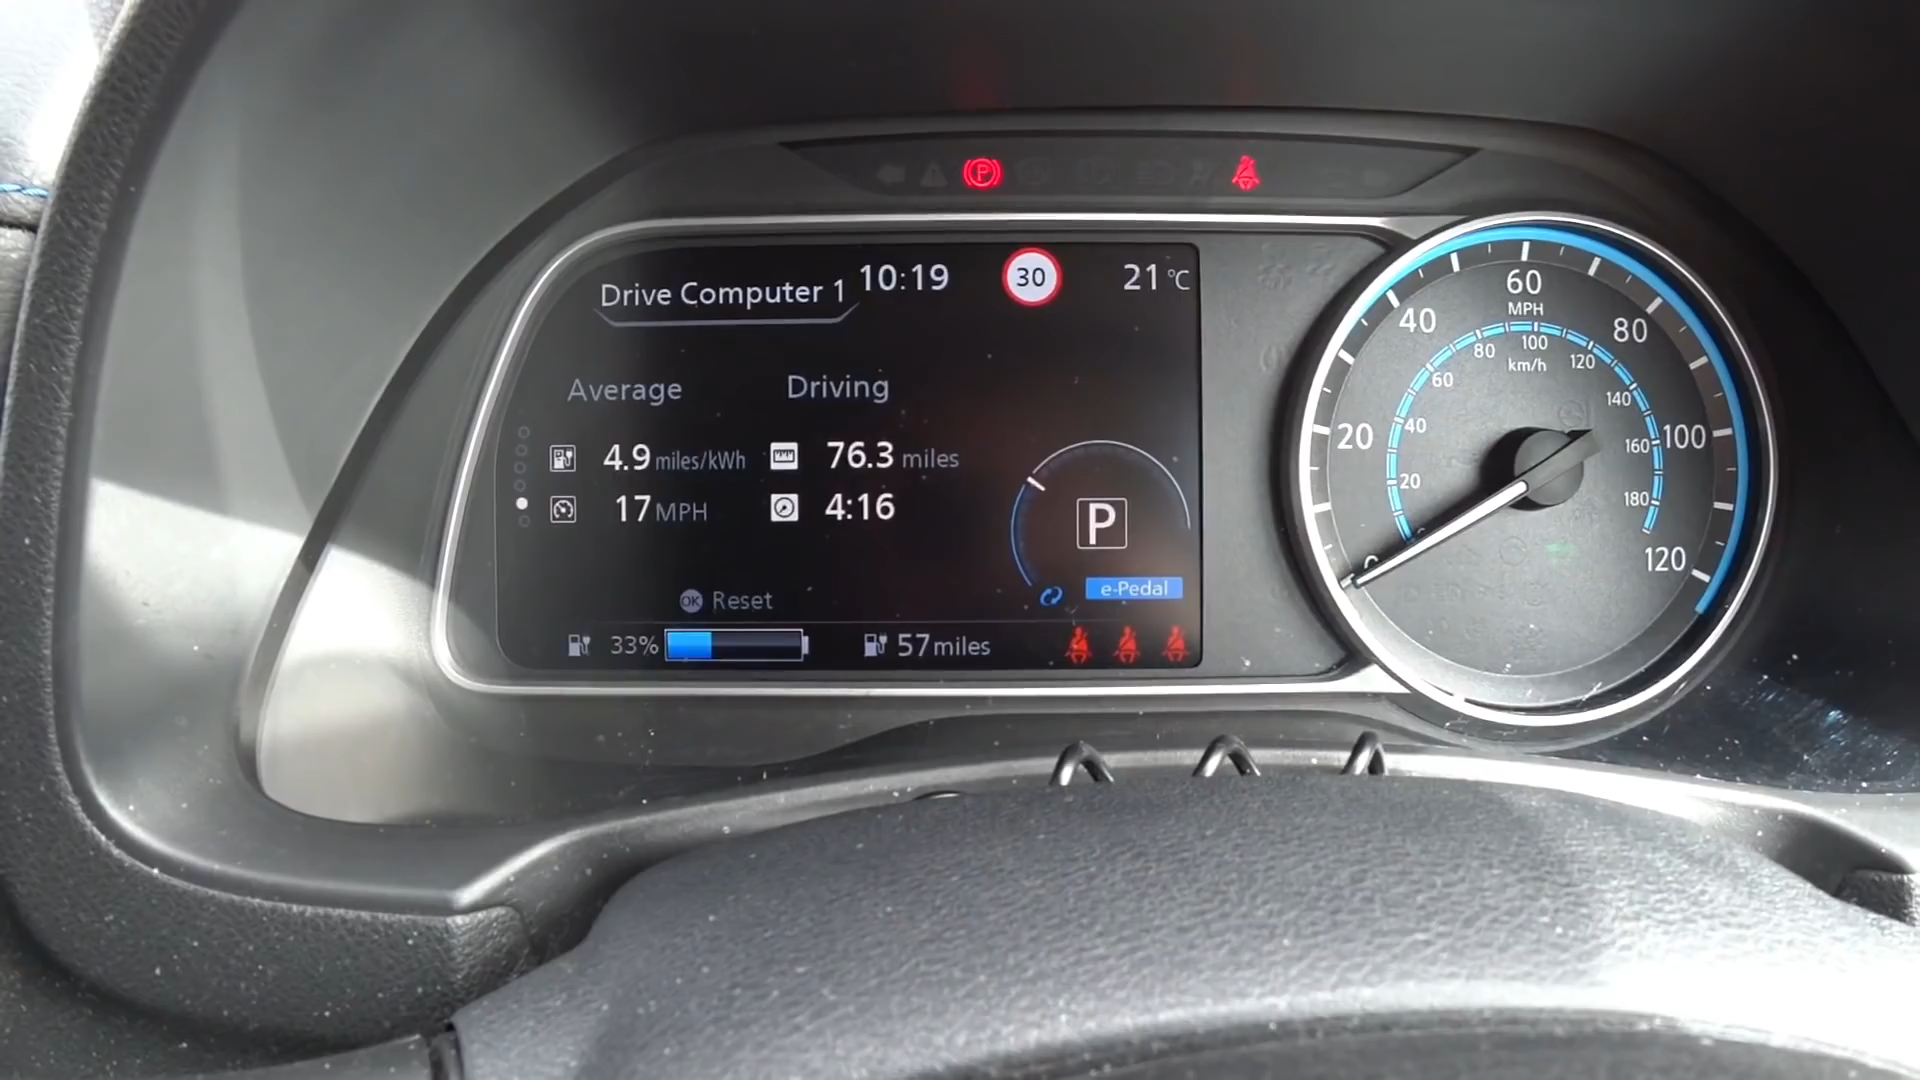 P
Drive Computer 1 10:19 30 21°C
Average Driving
4.9 miles/kWh 76.3 miles
17 MPH 4:16
P
e-Pedal
OK Reset
33% 57 miles
0 20 40 60 80 100 120
MPH
20 40 60 80 100 120 140 160 180
km/h